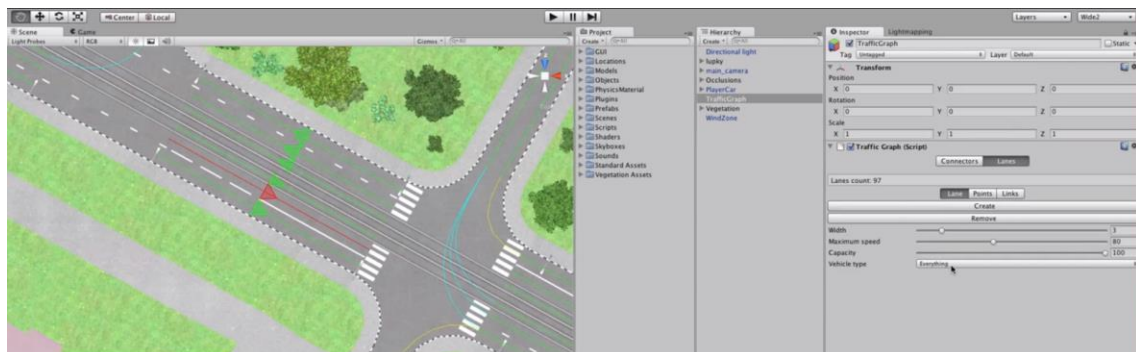 Center Local
Layers Wide2
Scene Game
Light Probes RGB Gizmos All
Project
Create All
GUI
Locations
Models
Objects
PhysicsMaterial
Plugins
Prefabs
Scenes
Scripts
Shaders
Skyboxes
Sounds
Standard Assets
Vegetation Assets
Hierarchy
Create All
Directional light
lupky
main_camera
Occlusions
PlayerCar
TrafficGraph
Vegetation
WindZone
Inspector Lightmapping
TrafficGraph Static
Tag Untagged Layer Default
Transform
Position
X 0 Y 0 Z 0
Rotation
X 0 Y 0 Z 0
Scale
X 1 Y 1 Z 1
Traffic Graph (Script)
Connectors Lanes
Lanes count: 97
Lane Points Links
Create
Remove
Width 3
Maximum speed 80
Capacity 100
Vehicle type Everything